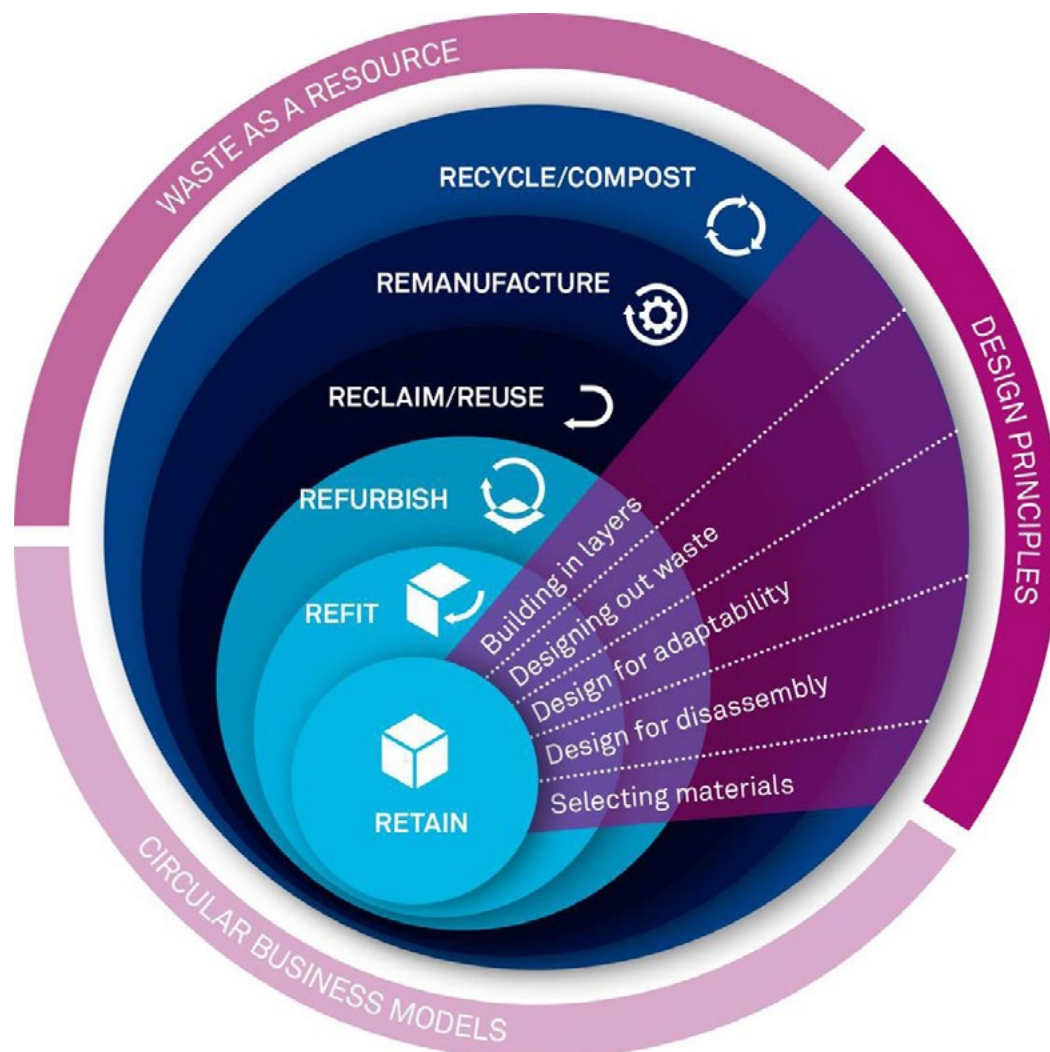 WASTE AS A RESOURCE
RECYCLE/COMPOST
REMANUFACTURE
RECLAIM/REUSE
REFURBISH
REFIT
RETAIN
Building in layers
Designing out waste
Design for adaptability
Design for disassembly
Selecting materials
DESIGN PRINCIPLES
CIRCULAR BUSINESS MODELS